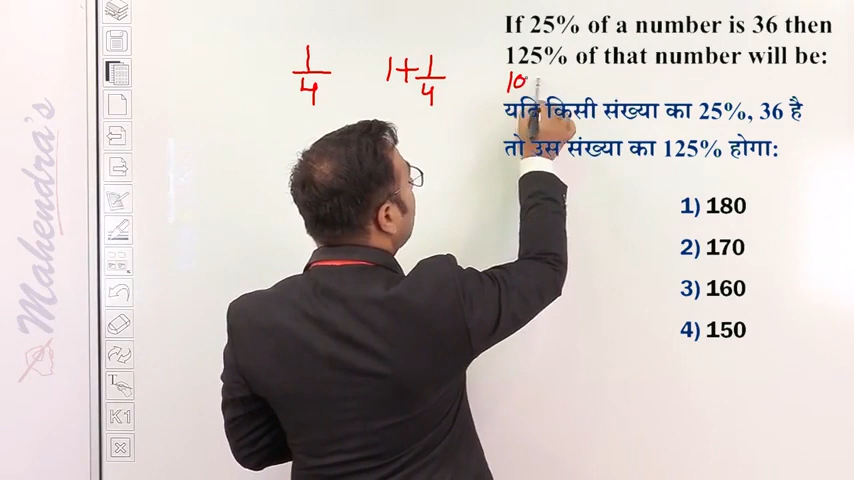 If 25% of a number is 36 then
125% of that number will be:
1
4
1+1
4
10
यदि किसी संख्या का 25%, 36 है
तो उस संख्या का 125% होगा:
1) 180
2) 170
3) 160
4) 150
Mahendra's
T
K1